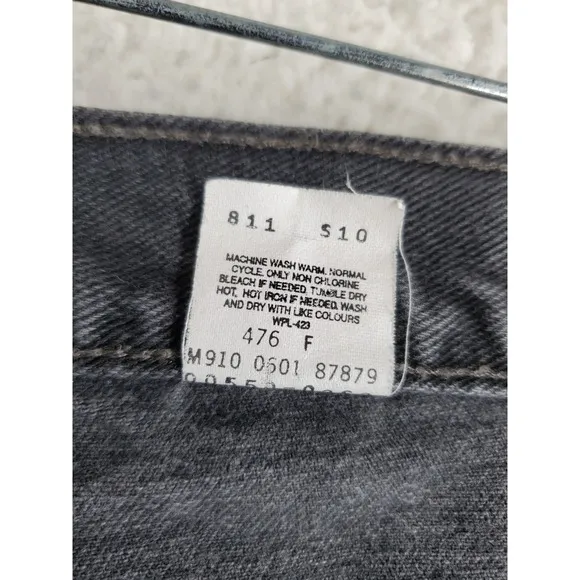 811 S10
MACHINE WASH WARM, NORMAL
CYCLE. ONLY NON CHLORINE
BLEACH IF NEEDED. TUMBLE DRY
HOT, HOT IRON IF NEEDED. WASH
AND DRY WITH LIKE COLOURS
WPL-423
476 F
M910 0601 87879